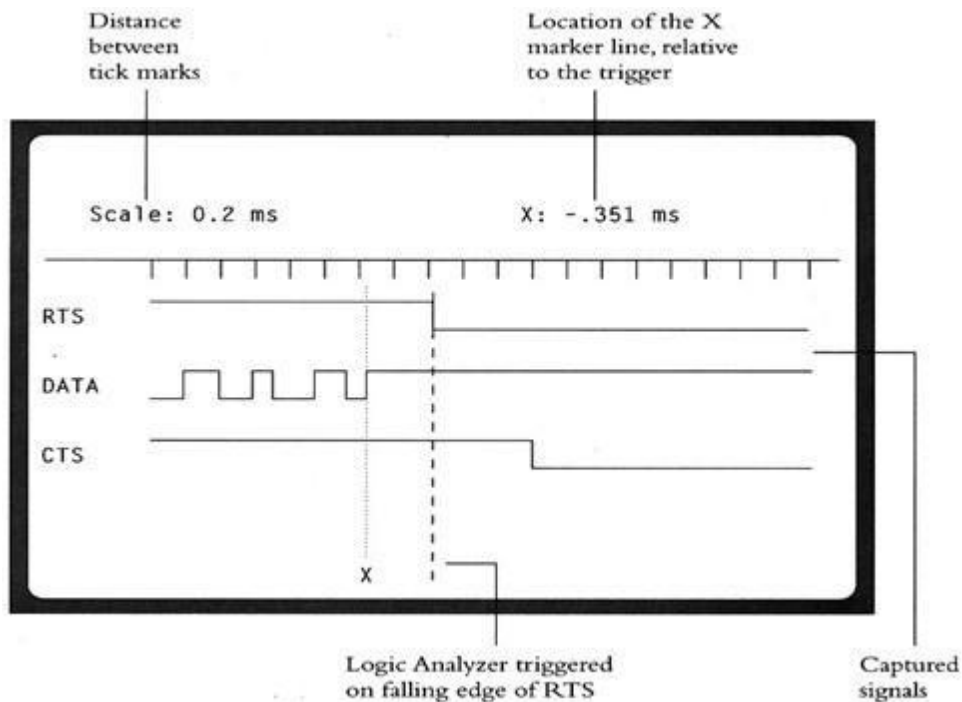 Distance
between
tick marks
Location of the X
marker line, relative
to the trigger
Scale: 0.2 ms
X: -.351 ms
RTS
DATA
CTS
X
Logic Analyzer triggered
on falling edge of RTS
Captured
signals